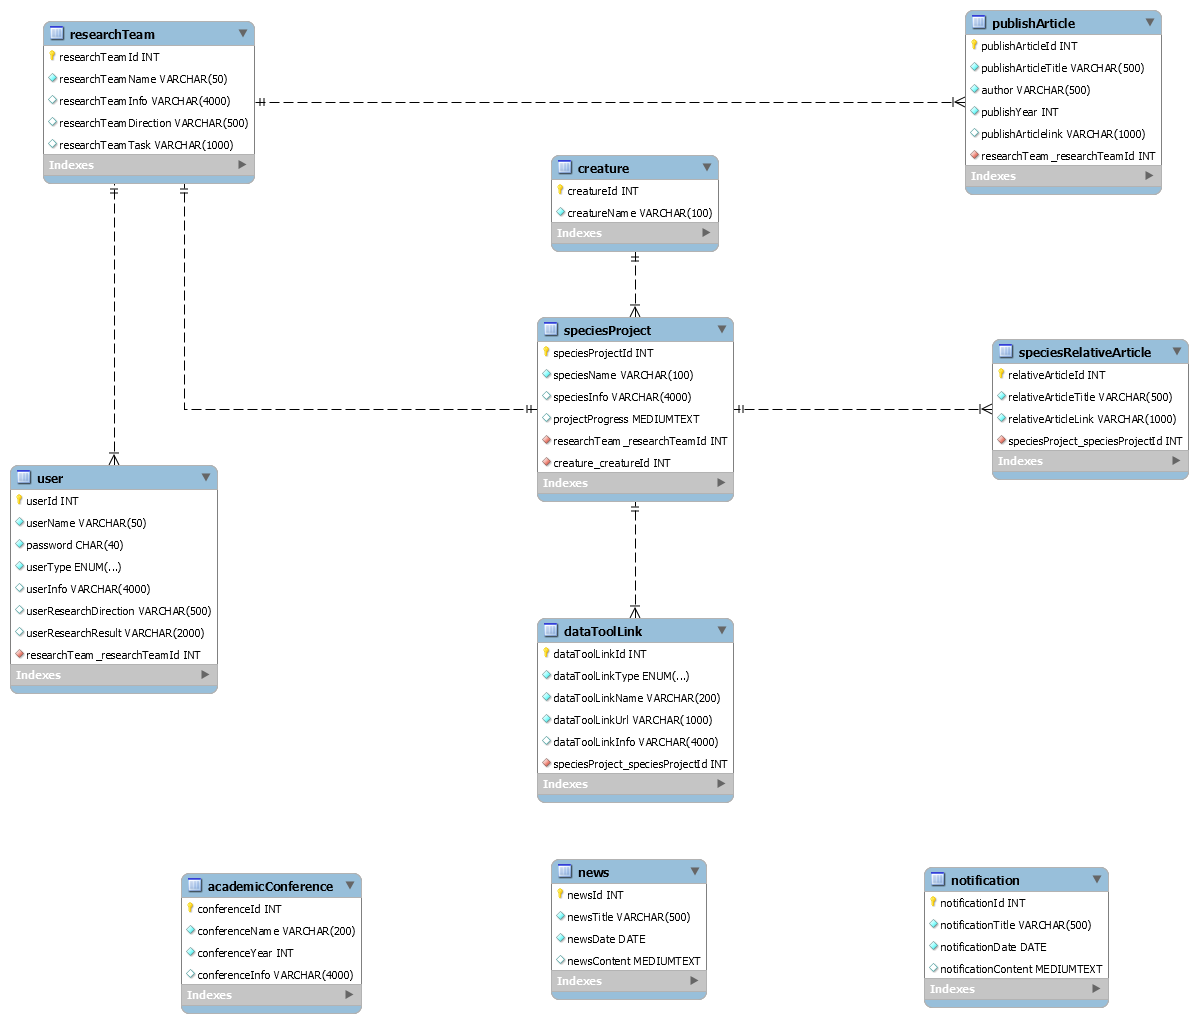 researchTeam
researchTeamId INT
researchTeamName VARCHAR(50)
researchTeamInfo VARCHAR(4000)
researchTeamDirection VARCHAR(500)
researchTeamTask VARCHAR(1000)
Indexes
publishArticle
publishArticleId INT
publishArticleTitle VARCHAR(500)
author VARCHAR(500)
publishYear INT
publishArticlelink VARCHAR(1000)
researchTeam_researchTeamId INT
Indexes
creature
creatureId INT
creatureName VARCHAR(100)
Indexes
speciesProject
speciesProjectId INT
speciesName VARCHAR(100)
speciesInfo VARCHAR(4000)
projectProgress MEDIUMTEXT
researchTeam_researchTeamId INT
creature_creatureId INT
Indexes
speciesRelativeArticle
relativeArticleId INT
relativeArticleTitle VARCHAR(500)
relativeArticleLink VARCHAR(1000)
speciesProject_speciesProjectId INT
Indexes
user
userId INT
userName VARCHAR(50)
password CHAR(40)
userType ENUM(...)
userInfo VARCHAR(4000)
userResearchDirection VARCHAR(500)
userResearchResult VARCHAR(2000)
researchTeam_researchTeamId INT
Indexes
dataToolLink
dataToolLinkId INT
dataToolLinkType ENUM(...)
dataToolLinkName VARCHAR(200)
dataToolLinkUrl VARCHAR(1000)
dataToolLinkInfo VARCHAR(4000)
speciesProject_speciesProjectId INT
Indexes
academicConference
conferenceId INT
conferenceName VARCHAR(200)
conferenceYear INT
conferenceInfo VARCHAR(4000)
Indexes
news
newsId INT
newsTitle VARCHAR(500)
newsDate DATE
newsContent MEDIUMTEXT
Indexes
notification
notificationId INT
notificationTitle VARCHAR(500)
notificationDate DATE
notificationContent MEDIUMTEXT
Indexes